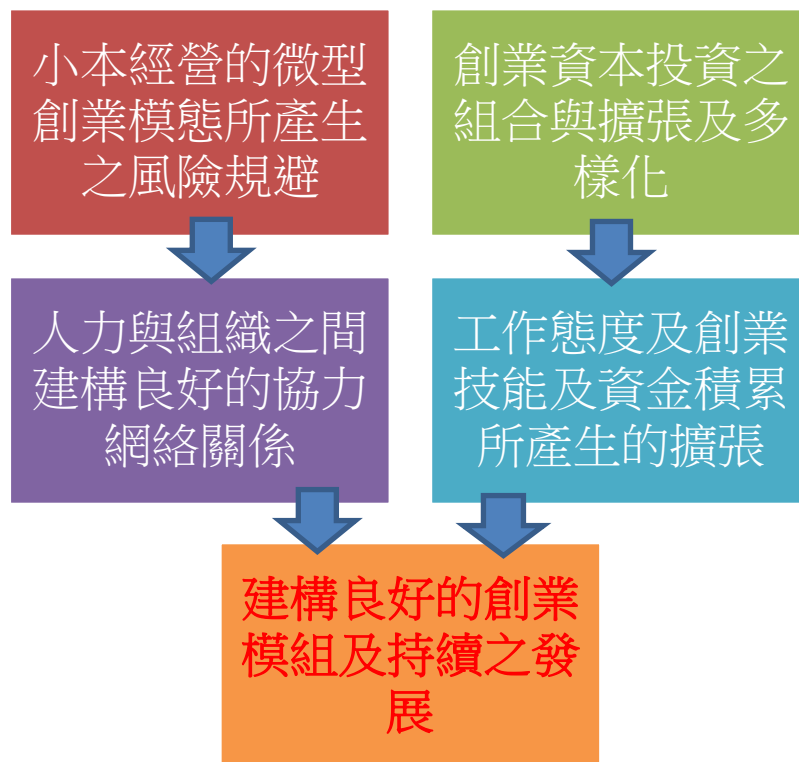 小本經營的微型
創業模態所產生
之風險規避
創業資本投資之
組合與擴張及多
樣化
人力與組織之間
建構良好的協力
網絡關係
工作態度及創業
技能及資金積累
所產生的擴張
建構良好的創業
模組及持續之發
展